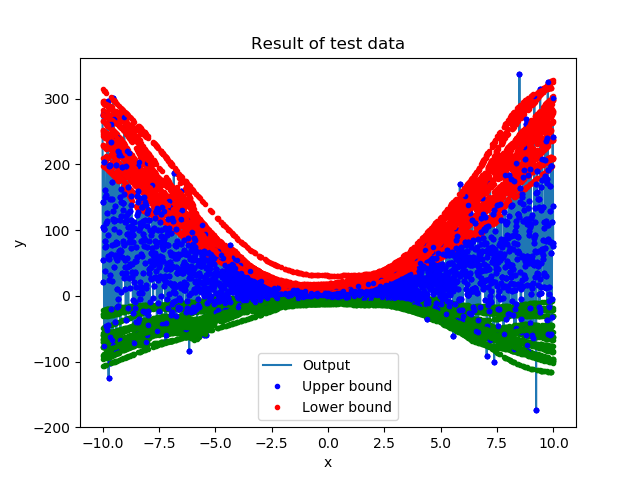 Result of test data
300
200
100
0
−100
−200
y
−10.0 −7.5 −5.0 −2.5 0.0 2.5 5.0 7.5 10.0
x
Output
Upper bound
Lower bound